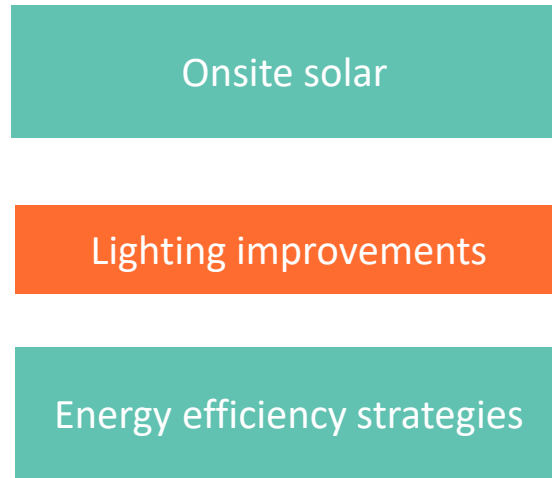 Onsite solar
Lighting improvements
Energy efficiency strategies